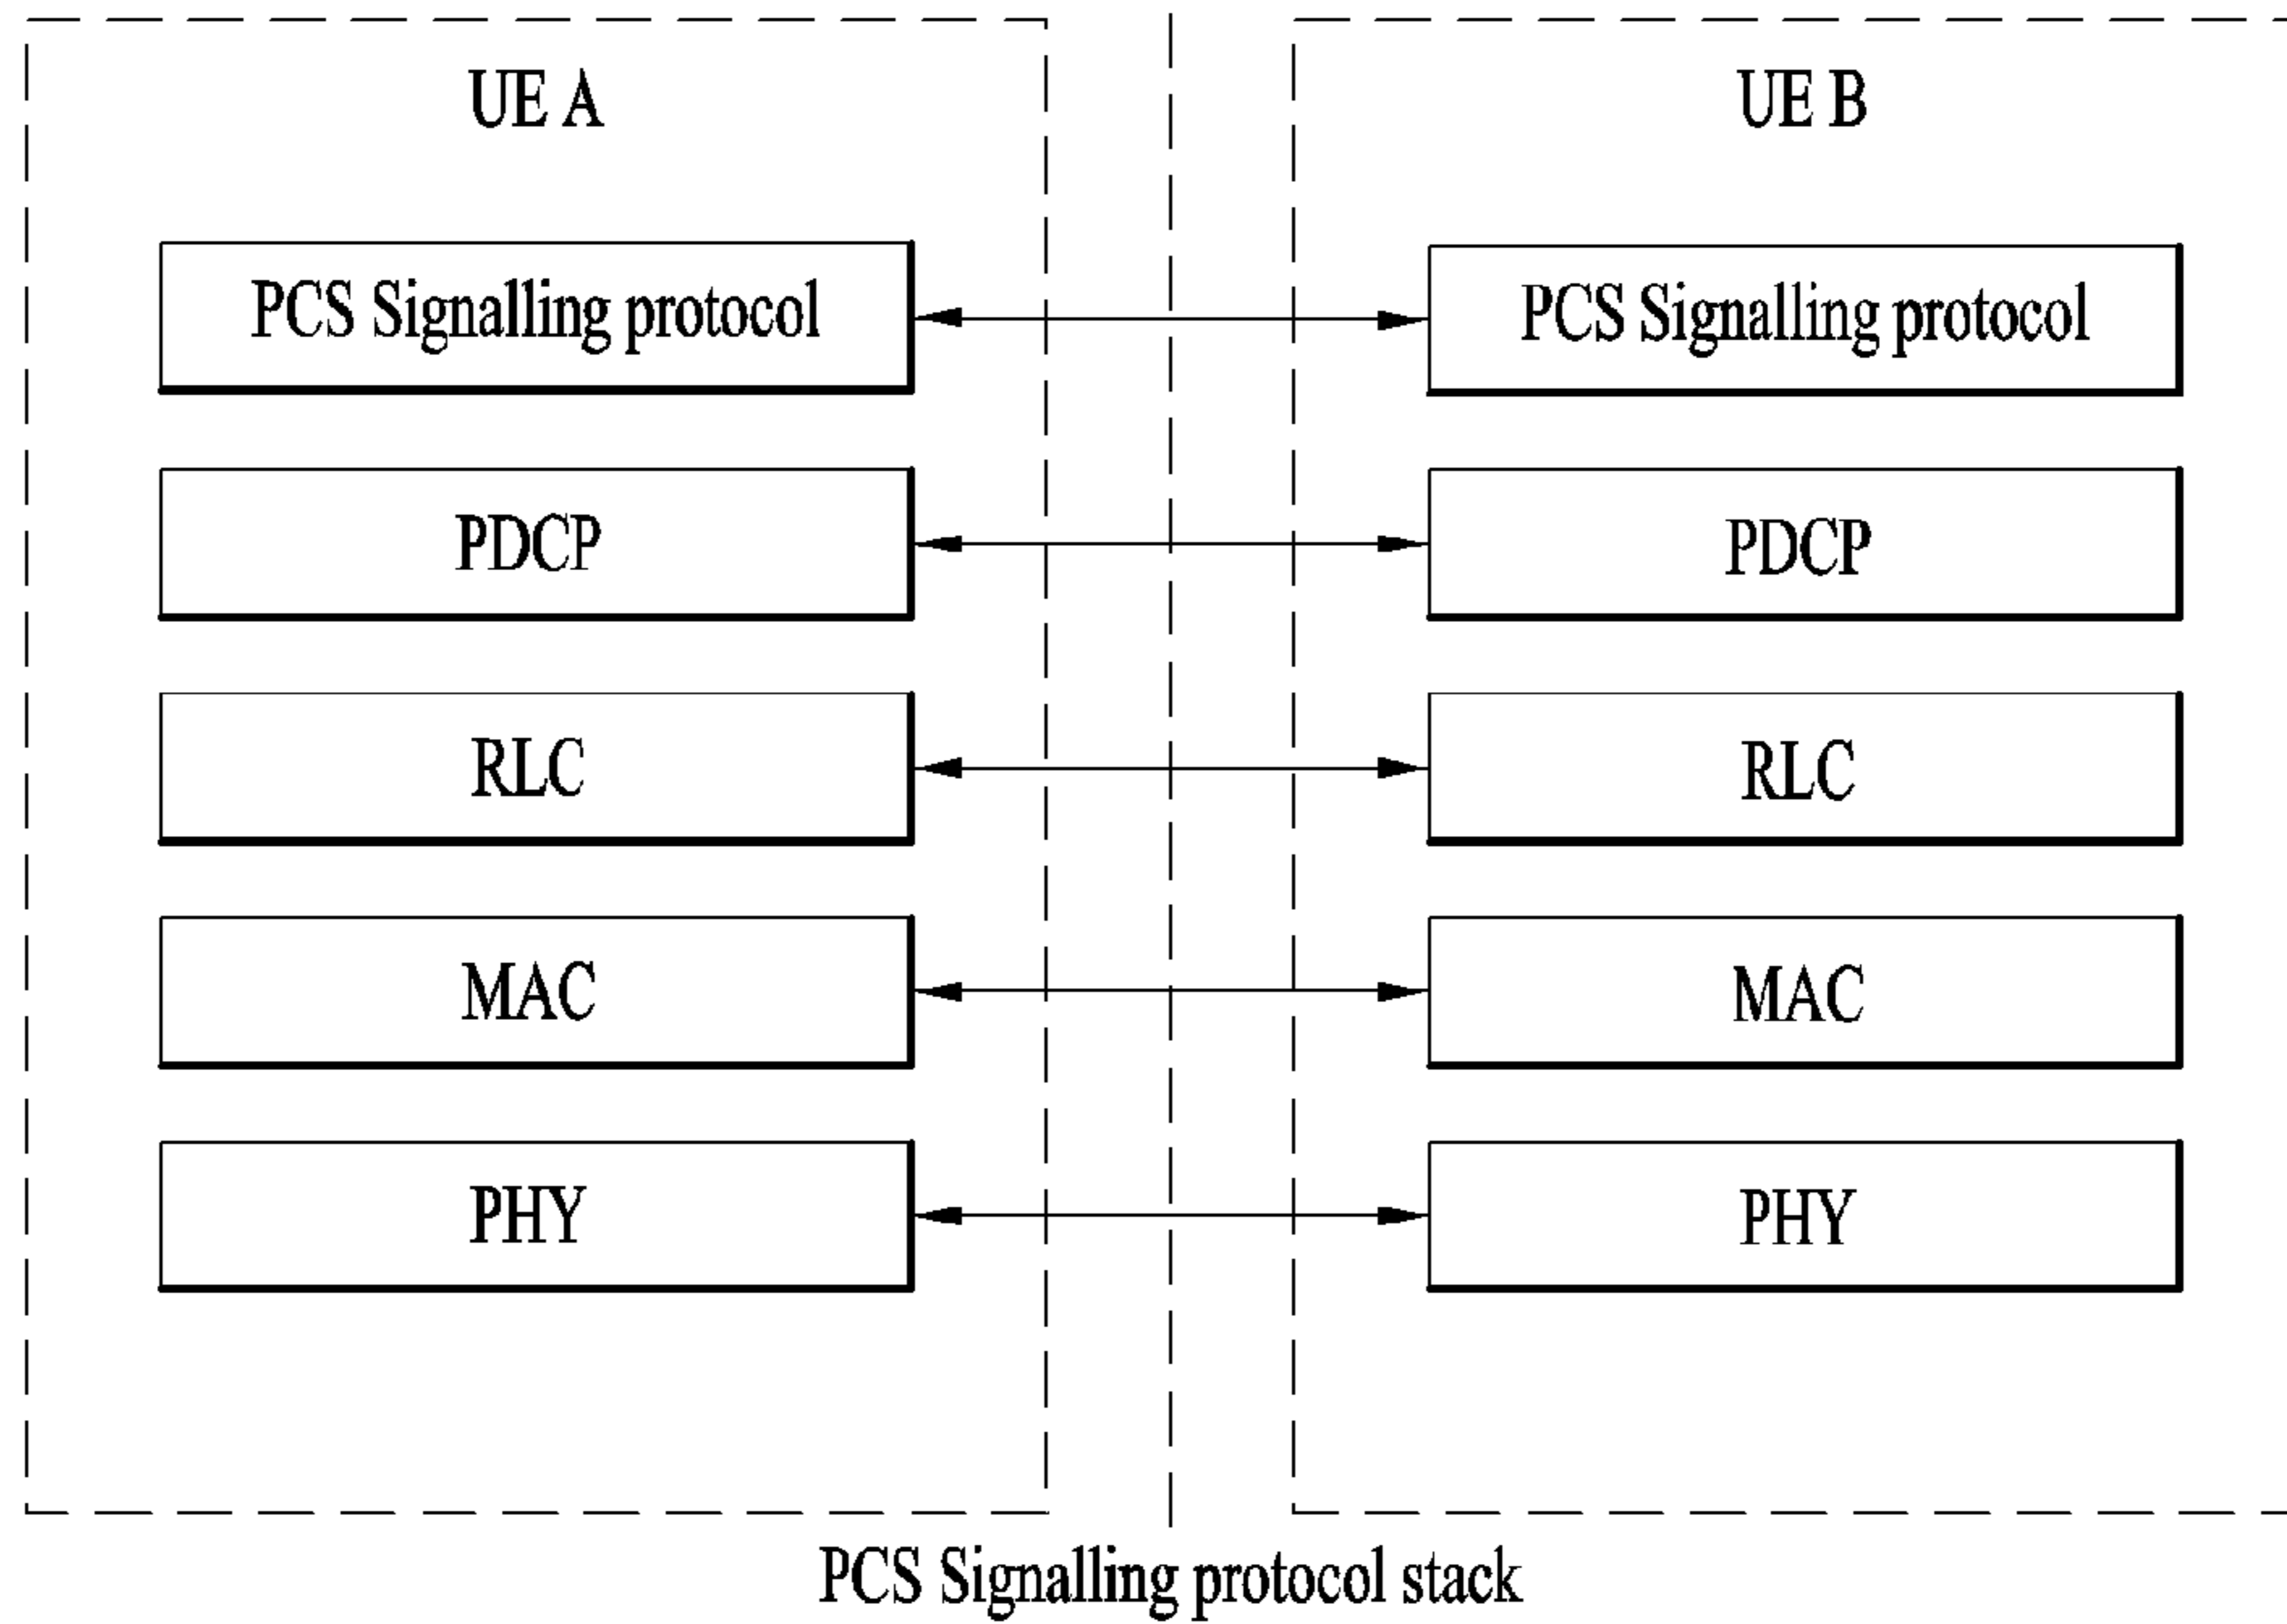 UE A
UE B
PCS Signalling protocol
PCS Signalling protocol
PDCP
PDCP
RLC
RLC
MAC
MAC
PHY
PHY
PCS Signalling protocol stack